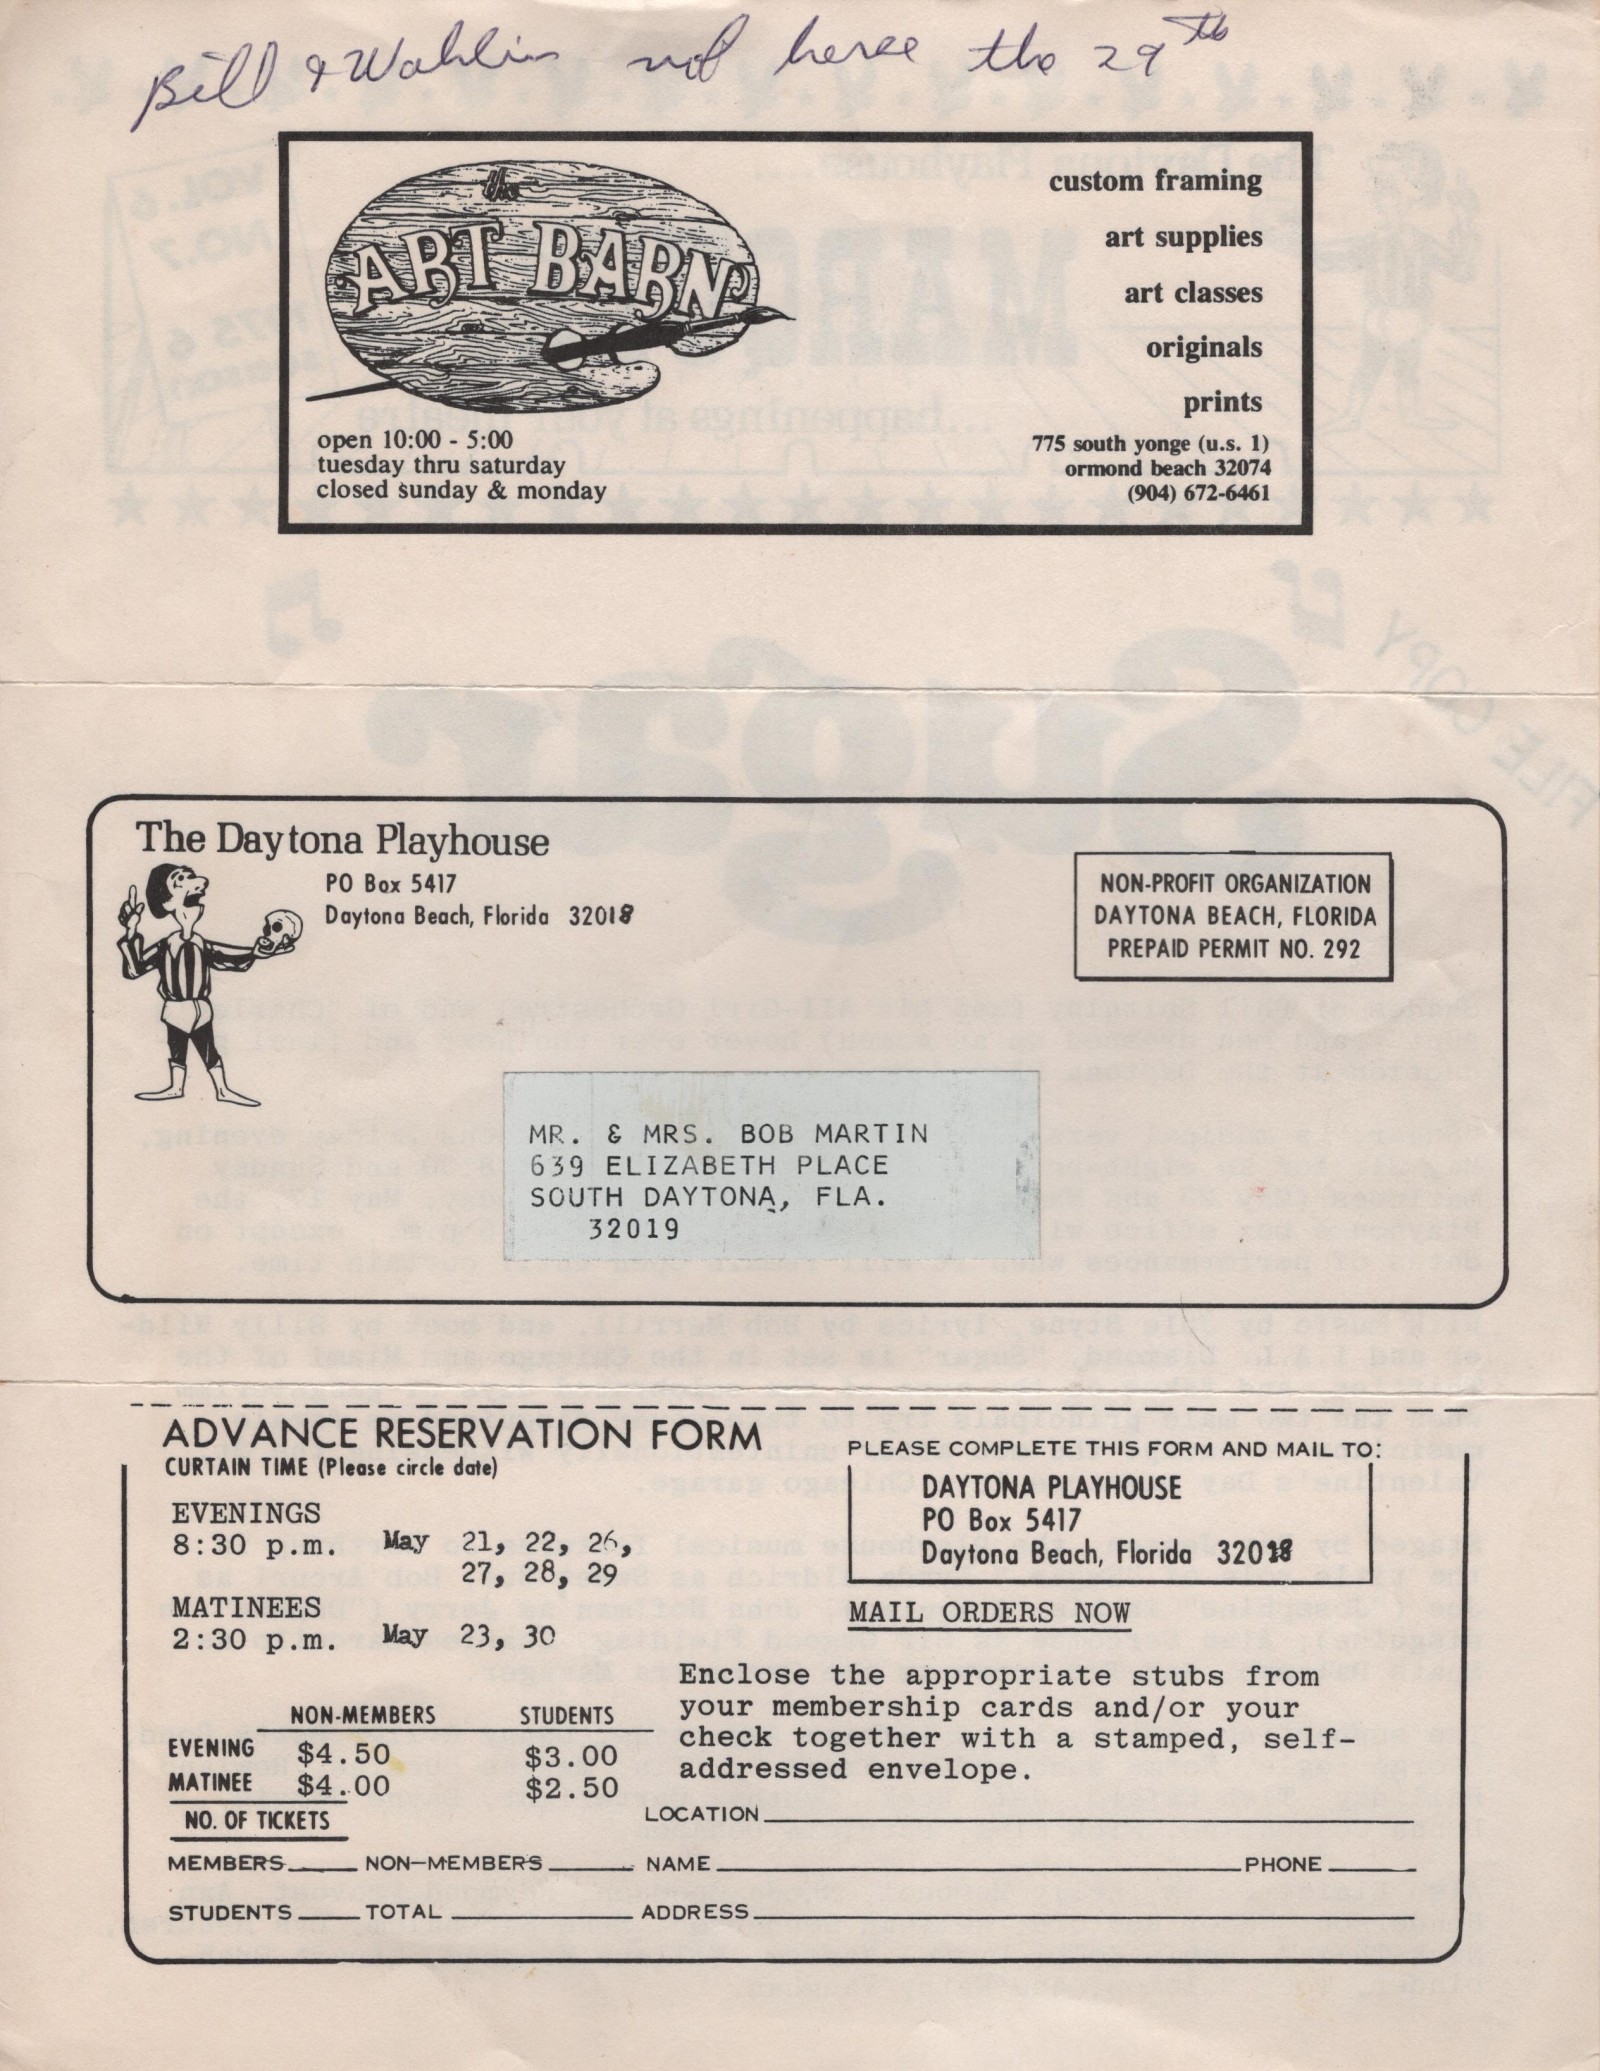 Bill & Wahlin not heree the 29th
the
ART BARN
custom framing
art supplies
art classes
originals
prints
open 10:00 - 5:00
tuesday thru saturday
closed sunday & monday
775 south yonge (u.s. 1)
ormond beach 32074
(904) 672-6461
The Daytona Playhouse
PO Box 5417
Daytona Beach, Florida 32018
NON-PROFIT ORGANIZATION
DAYTONA BEACH, FLORIDA
PREPAID PERMIT NO. 292
MR. & MRS. BOB MARTIN
639 ELIZABETH PLACE
SOUTH DAYTONA, FLA.
32019
ADVANCE RESERVATION FORM
CURTAIN TIME (Please circle date)
EVENINGS
8:30 p.m. May 21, 22, 26,
27, 28, 29
MATINEES
2:30 p.m. May 23, 30
PLEASE COMPLETE THIS FORM AND MAIL TO:
DAYTONA PLAYHOUSE
PO Box 5417
Daytona Beach, Florida 32018
MAIL ORDERS NOW
Enclose the appropriate stubs from
your membership cards and/or your
check together with a stamped, self-
addressed envelope.
NON-MEMBERS STUDENTS
EVENING $4.50 $3.00
MATINEE $4.00 $2.50
NO. OF TICKETS
LOCATION
MEMBERS NON-MEMBERS NAME PHONE
STUDENTS TOTAL ADDRESS